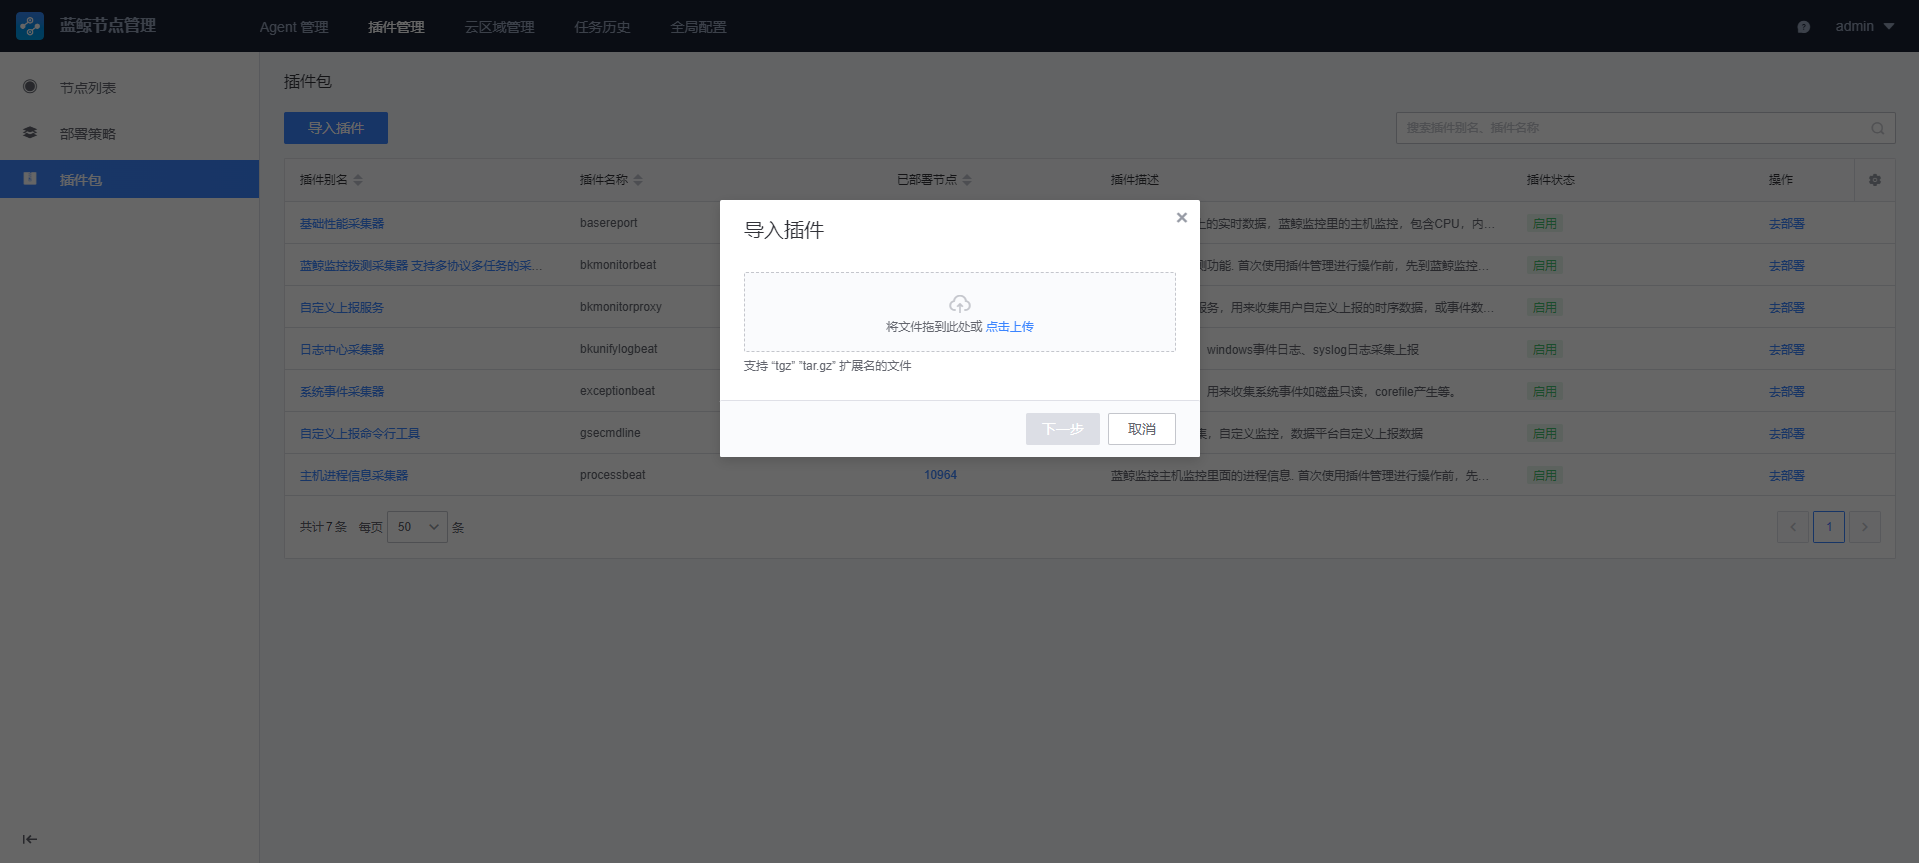 蓝鲸节点管理 Agent 管理 插件管理 云区域管理 任务历史 全局配置 admin
节点列表
部署策略
插件包
插件包
导入插件 搜索插件别名、插件名称
插件别名 插件名称 已部署节点 插件描述 插件状态 操作
基础性能采集器 basereport 的实时数据，蓝鲸监控里的主机监控，包含CPU，内… 启用 去部署
蓝鲸监控拨测采集器 支持多协议多任务的采… bkmonitorbeat 功能. 首次使用插件管理进行操作前，先到蓝鲸监控… 启用 去部署
自定义上报服务 bkmonitorproxy 服务，用来收集用户自定义上报的时序数据，或事件数… 启用 去部署
日志中心采集器 bkunifylogbeat windows事件日志、syslog日志采集上报 启用 去部署
系统事件采集器 exceptionbeat 用来收集系统事件如磁盘只读，corefile产生等。 启用 去部署
自定义上报命令行工具 gsecmdline ，自定义监控，数据平台自定义上报数据 启用 去部署
主机进程信息采集器 processbeat 10964 蓝鲸监控主机监控里面的进程信息. 首次使用插件管理进行操作前，先… 启用 去部署
共计7条 每页 50 条 1
导入插件
将文件拖到此处或 点击上传
支持 “tgz” ”tar.gz” 扩展名的文件
下一步 取消